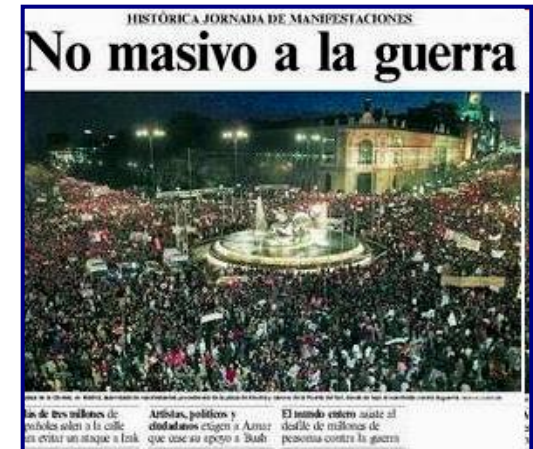 HISTÓRICA JORNADA DE MANIFESTACIONES
No masivo a la guerra
de tres millones de
salen a la calle
evitar un ataque a Irak
Artistas, políticos y
ciudadanos exigen a Aznar
que cese su apoyo a Bush
El mundo entero asiste al
desfile de millones de
personas contra la guerra